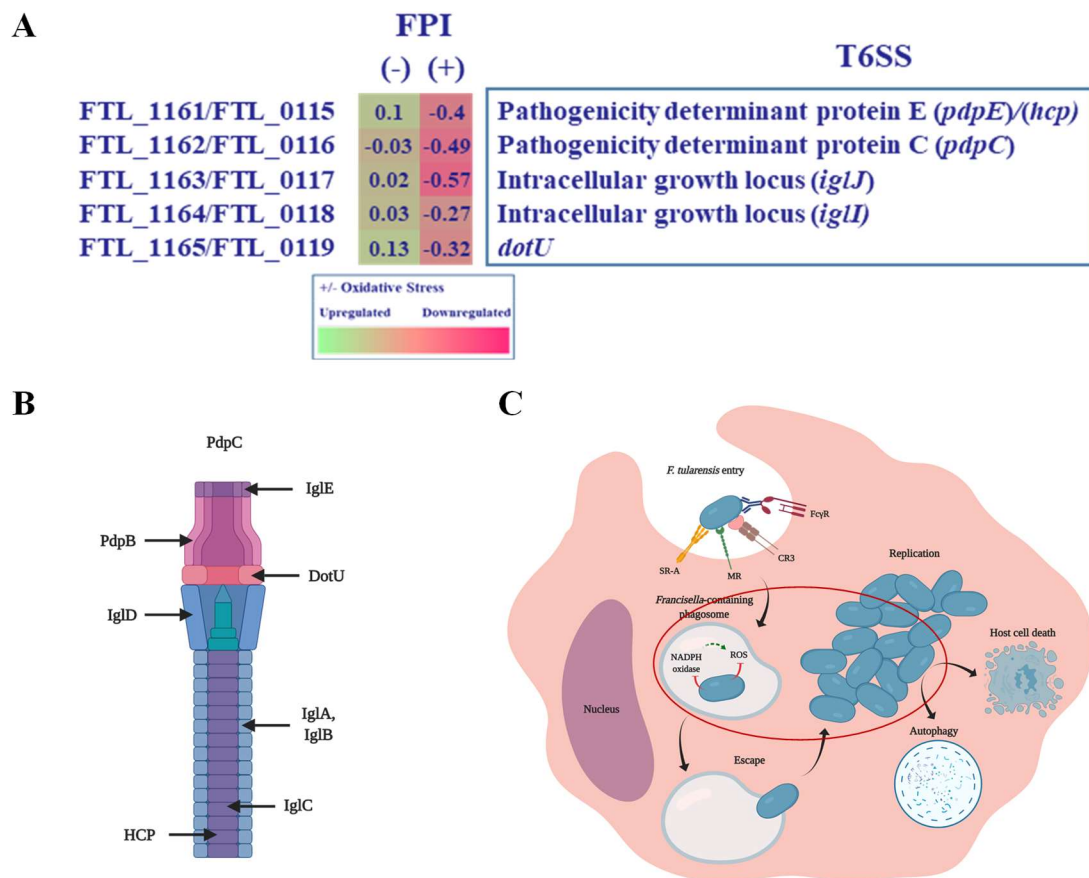 A
FPI
(-) (+)
T6SS
FTL_1161/FTL_0115 0.1 -0.4 Pathogenicity determinant protein E (pdpE)/(hcp)
FTL_1162/FTL_0116 -0.03 -0.49 Pathogenicity determinant protein C (pdpC)
FTL_1163/FTL_0117 0.02 -0.57 Intracellular growth locus (iglJ)
FTL_1164/FTL_0118 0.03 -0.27 Intracellular growth locus (iglI)
FTL_1165/FTL_0119 0.13 -0.32 dotU
+/- Oxidative Stress
Upregulated Downregulated
B
PdpC
IglE
PdpB
DotU
IglD
IglA,
IglB
IglC
HCP
C
F. tularensis entry
FcγR
CR3
SR-A
MR
Replication
Francisella-containing
phagosome
NADPH
oxidase
ROS
Host cell death
Nucleus
Autophagy
Escape